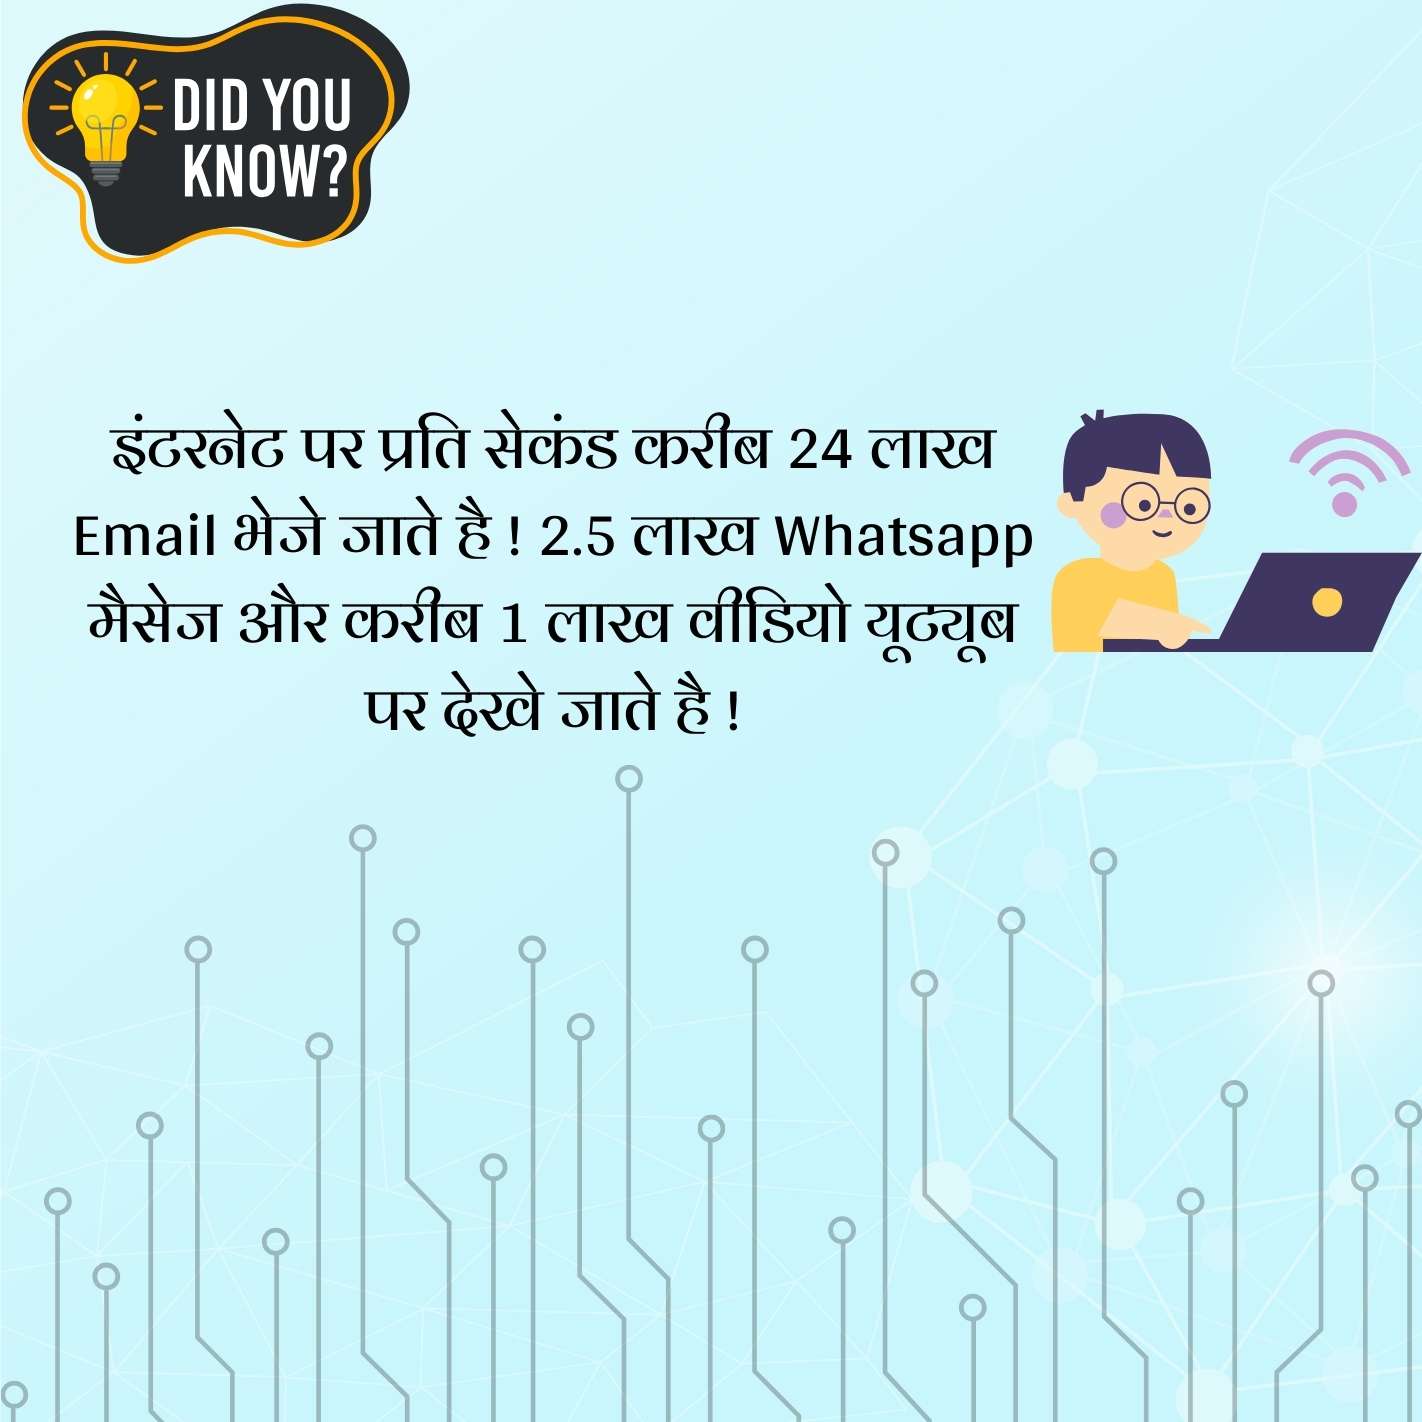 DID YOU
KNOW?
इंटरनेट पर प्रति सेकंड करीब 24 लाख
Email भेजे जाते है ! 2.5 लाख Whatsapp
मैसेज और करीब 1 लाख वीडियो यूट्यूब
पर देखे जाते है !